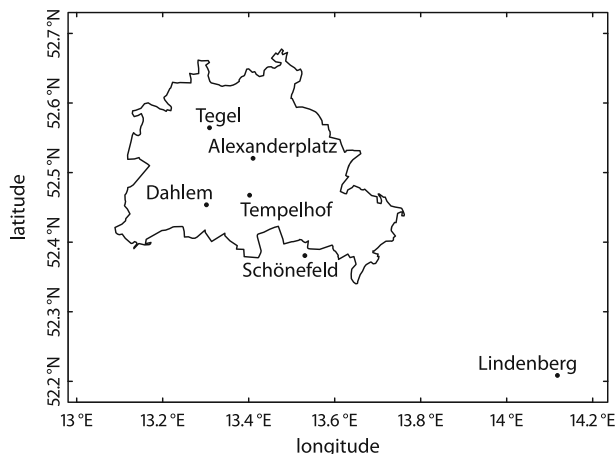 52.7°N
52.6°N
52.5°N
52.4°N
52.3°N
52.2°N
latitude
Tegel
Alexanderplatz
Dahlem
Tempelhof
Schönefeld
Lindenberg
13°E 13.2°E 13.4°E 13.6°E 13.8°E 14°E 14.2°E
longitude